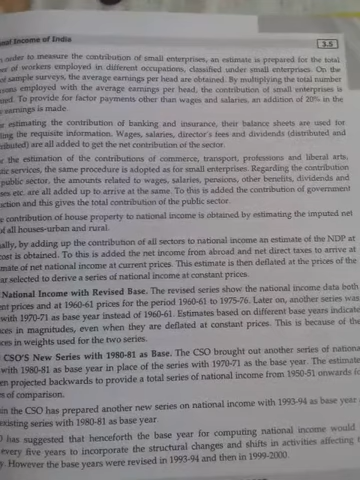 nal Income of India
3.5
order to measure the contribution of small enterprises, an estimate is prepared for the total
er of workers employed in different occupations, classified under small enterprises. On the
of sample surveys, the average earnings per head are obtained. By multiplying the total number
rsons employed with the average earnings per head, the contribution of small enterprises is
ned. To provide for factor payments other than wages and salaries, an addition of 20% in the
earnings is made.
r estimating the contribution of banking and insurance, their balance sheets are used for
ling the requisite information. Wages, salaries, director's fees and dividends (distributed and
tributed) are all added to get the net contribution of the sector.
r the estimation of the contributions of commerce, transport, professions and liberal arts,
tic services, the same procedure is adopted as for small enterprises. Regarding the contribution
public sector, the amounts related to wages, salaries, pensions, other benefits, dividends and
ses etc. are all added up to arrive at the same. To this is added the contribution of government
uction and this gives the total contribution of the public sector.
e contribution of house property to national income is obtained by estimating the imputed net
of all houses-urban and rural.
ally, by adding up the contribution of all sectors to national income an estimate of the NDP at
cost is obtained. To this is added the net income from abroad and net direct taxes to arrive at
mate of net national income at current prices. This estimate is then deflated at the prices of the
ear selected to derive a series of national income at constant prices.
National Income with Revised Base. The revised series show the national income data both
ent prices and at 1960-61 prices for the period 1960-61 to 1975-76. Later on, another series was
with 1970-71 as base year instead of 1960-61. Estimates based on different base years indicate
ces in magnitudes, even when they are deflated at constant prices. This is because of the
ces in weights used for the two series.
CSO'S New Series with 1980-81 as Base. The CSO brought out another series of nationa
with 1980-81 as base year in place of the series with 1970-71 as the base year. The estimate
en projected backwards to provide a total series of national income from 1950-51 onwards fo
s of comparison.
in the CSO has prepared another new series on national income with 1993-94 as base year
existing series with 1980-81 as base year
O has suggested that henceforth the base year for computing national income would
every five years to incorporate the structural changes and shifts in activities affecting
y. However the base years were revised in 1993-94 and then in 1999-2000.